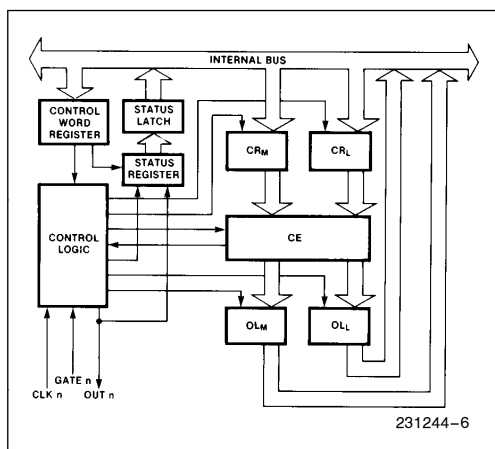 INTERNAL BUS
CONTROL
WORD
REGISTER
STATUS
LATCH
STATUS
REGISTER
CRM
CRL
CONTROL
LOGIC
CE
OLM
OLL
GATE n
CLK n
OUT n
231244-6